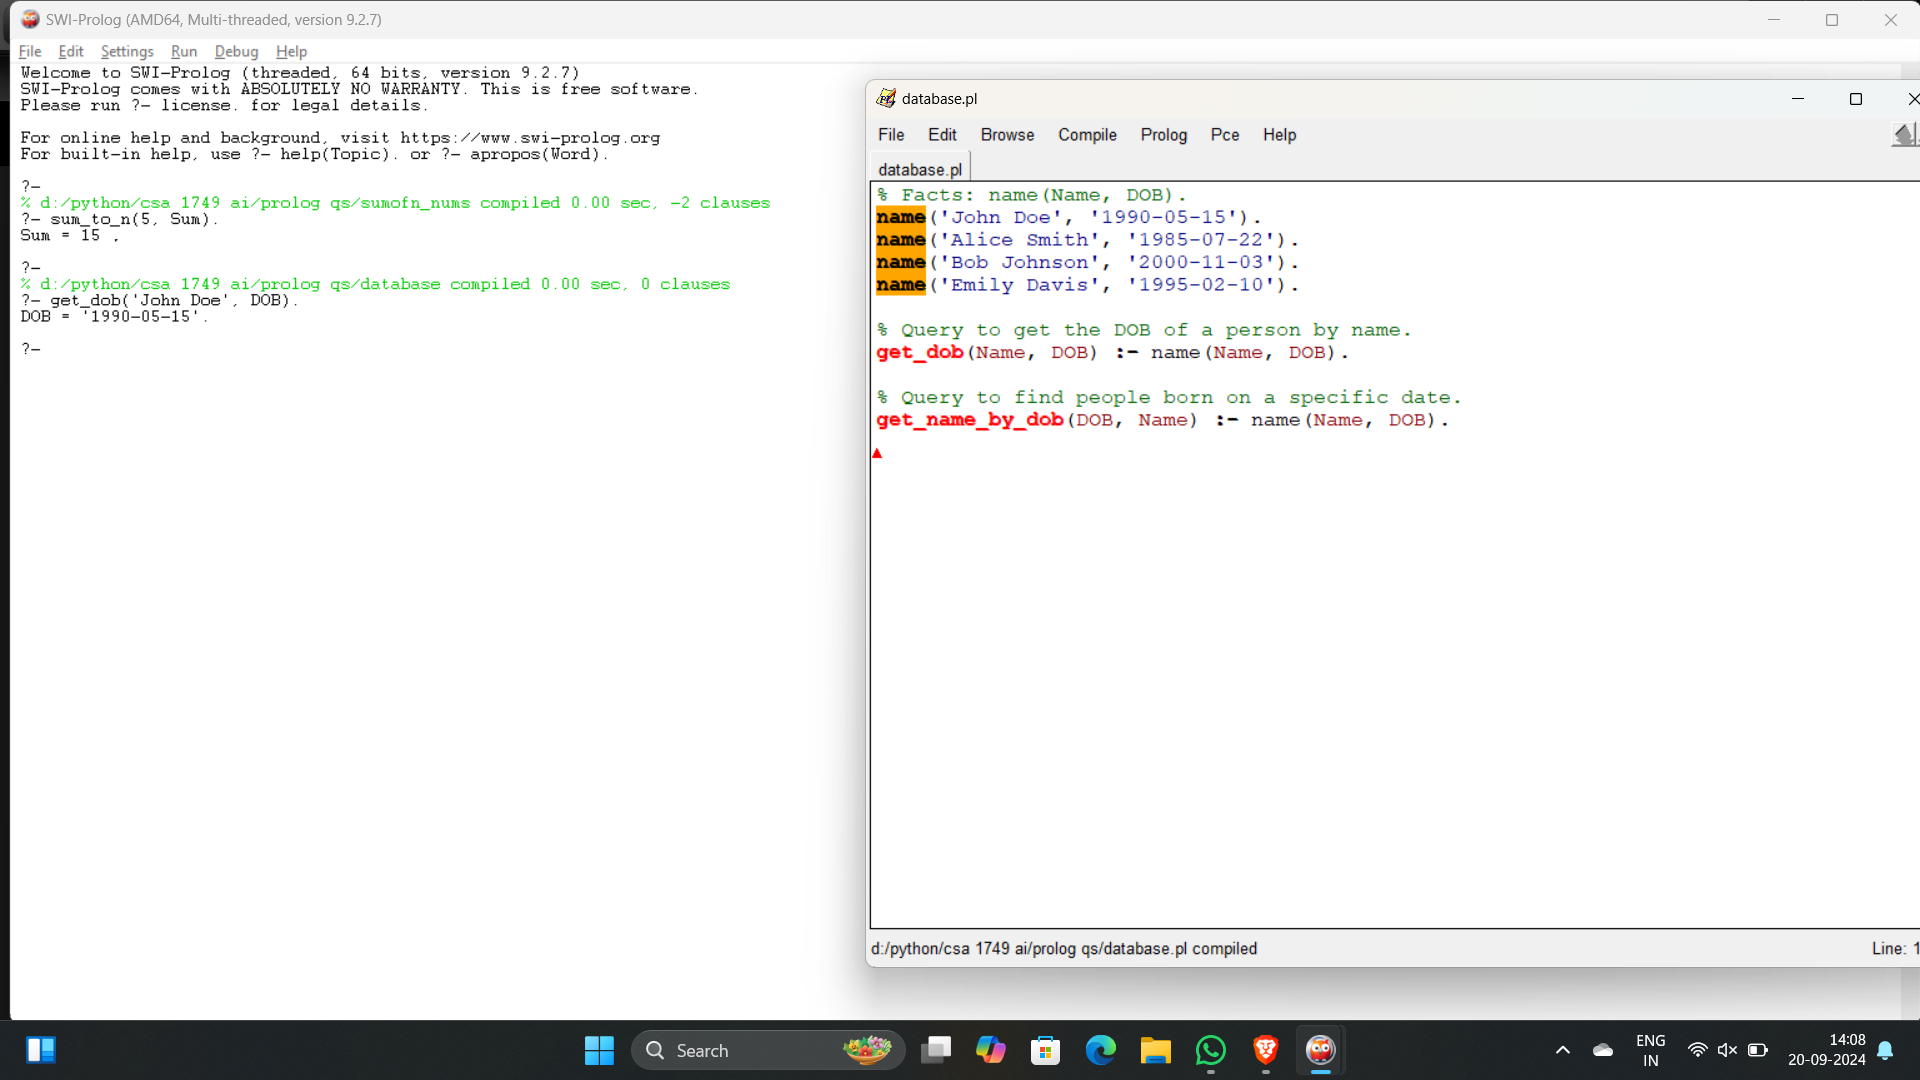 SWI-Prolog (AMD64, Multi-threaded, version 9.2.7)
File Edit Settings Run Debug Help
Welcome to SWI-Prolog (threaded, 64 bits, version 9.2.7)
SWI-Prolog comes with ABSOLUTELY NO WARRANTY. This is free software.
Please run ?- license. for legal details.
For online help and background, visit https://www.swi-prolog.org
For built-in help, use ?- help(Topic). or ?- apropos(Word).
?-
% d:/python/csa 1749 ai/prolog qs/sumofn_nums compiled 0.00 sec, -2 clauses
?- sum_to_n(5, Sum).
Sum = 15 .
?-
% d:/python/csa 1749 ai/prolog qs/database compiled 0.00 sec, 0 clauses
?- get_dob('John Doe', DOB).
DOB = '1990-05-15'.
?-
database.pl
File Edit Browse Compile Prolog Pce Help
database.pl
% Facts: name(Name, DOB).
name('John Doe', '1990-05-15').
name('Alice Smith', '1985-07-22').
name('Bob Johnson', '2000-11-03').
name('Emily Davis', '1995-02-10').
% Query to get the DOB of a person by name.
get_dob(Name, DOB) :- name(Name, DOB).
% Query to find people born on a specific date.
get_name_by_dob(DOB, Name) :- name(Name, DOB).
d:/python/csa 1749 ai/prolog qs/database.pl compiled
Line: 1
Search
ENG
IN
14:08
20-09-2024